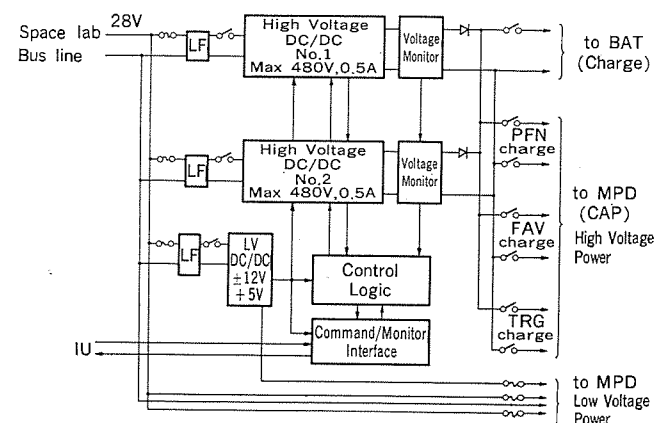 28V
Space lab
Bus line
LF
High Voltage
DC/DC
No.1
Max 480V,0.5A
Voltage
Monitor
to BAT
(Charge)
LF
High Voltage
DC/DC
No.2
Max 480V,0.5A
Voltage
Monitor
PFN
charge
to MPD
(CAP)
High Voltage
Power
FAV
charge
LF
LV
DC/DC
±12V
+5V
Control
Logic
TRG
charge
Command/Monitor
Interface
IU
to MPD
Low Voltage
Power